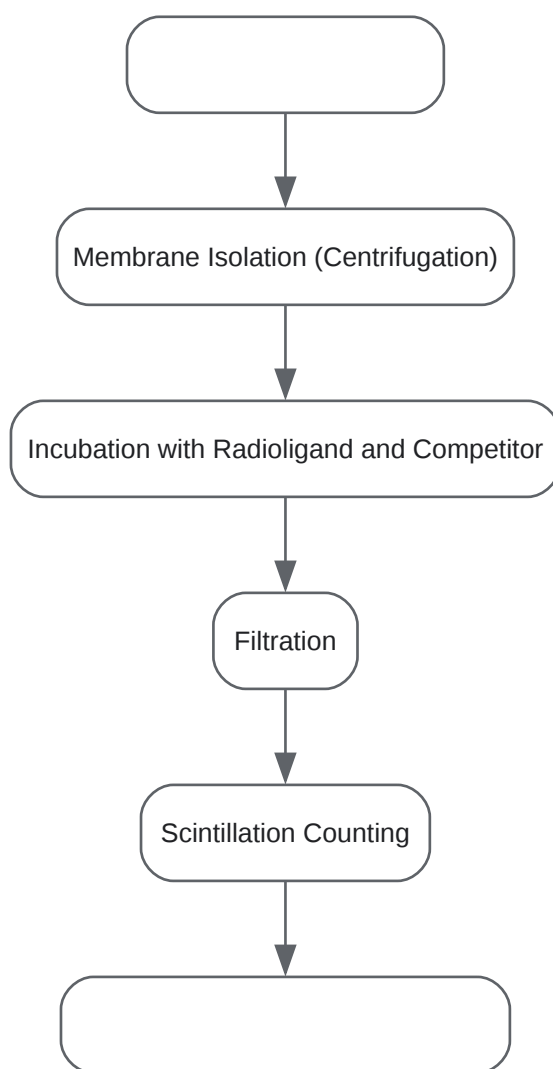 Membrane Isolation (Centrifugation)
Incubation with Radioligand and Competitor
Filtration
Scintillation Counting